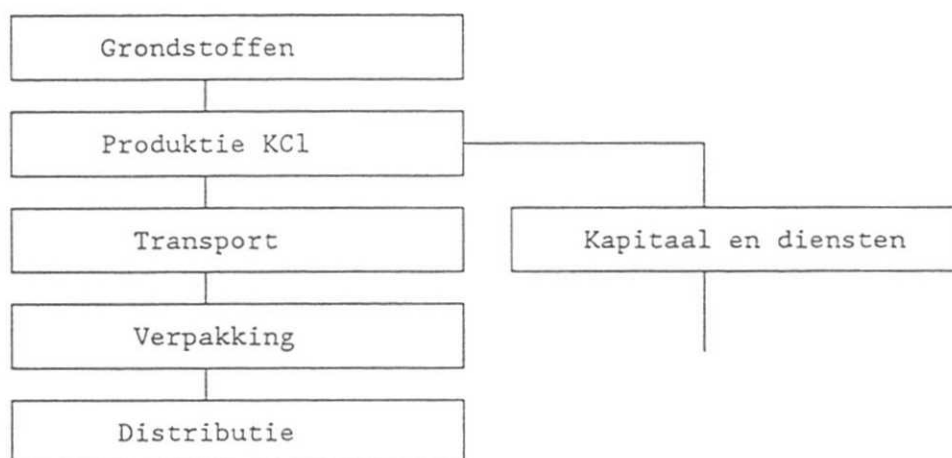 Grondstoffen
Produktie KCl
Transport
Kapitaal en diensten
Verpakking
Distributie